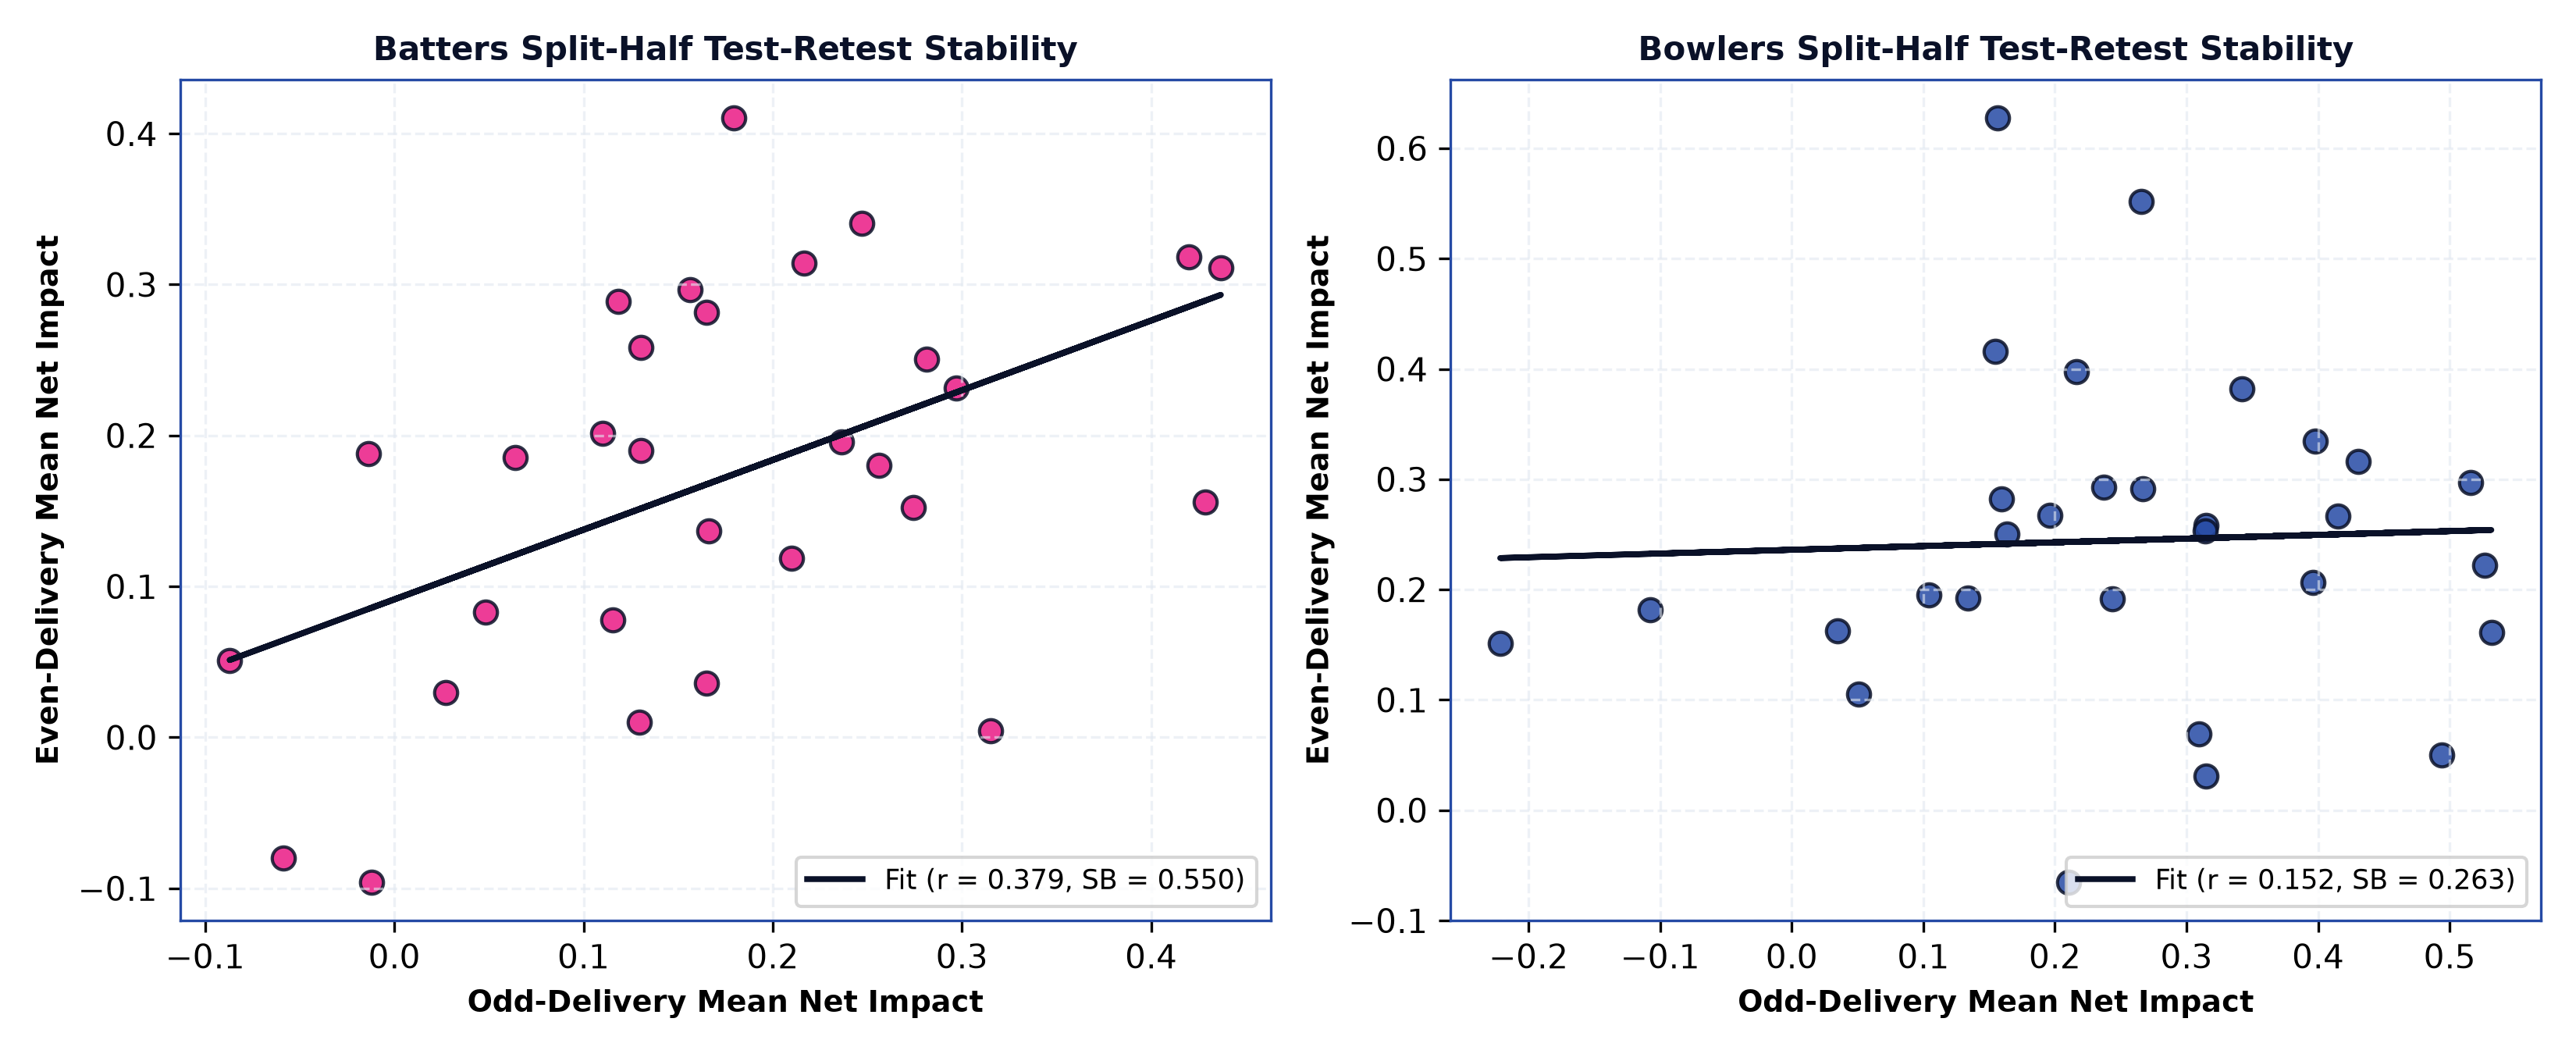 Batters Split-Half Test-Retest Stability
Even-Delivery Mean Net Impact
0.4
0.3
0.2
0.1
0.0
−0.1
Fit (r = 0.379, SB = 0.550)
−0.1 0.0 0.1 0.2 0.3 0.4
Odd-Delivery Mean Net Impact
Bowlers Split-Half Test-Retest Stability
Even-Delivery Mean Net Impact
0.6
0.5
0.4
0.3
0.2
0.1
0.0
−0.1
Fit (r = 0.152, SB = 0.263)
−0.2 −0.1 0.0 0.1 0.2 0.3 0.4 0.5
Odd-Delivery Mean Net Impact